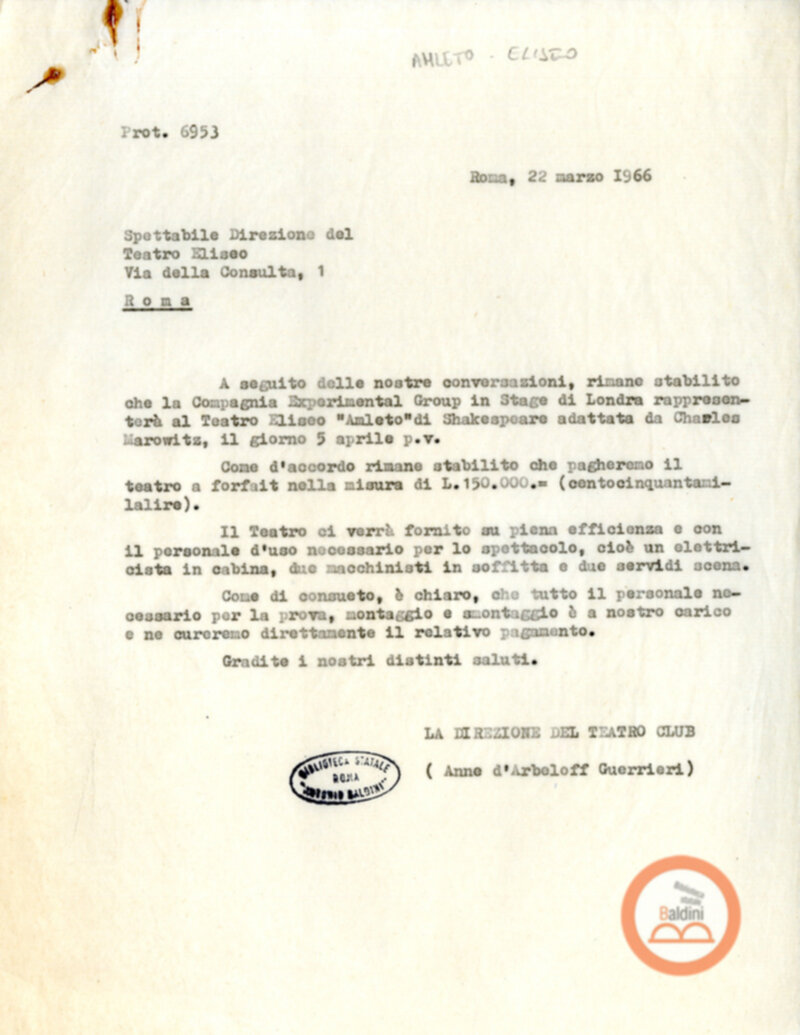 AMLETO - ELISEO
Prot. 6953
Roma, 22 marzo 1966
Spettabile Direzione del
Teatro Eliseo
Via della Consulta, 1
R o m a
A seguito delle nostre conversazioni, rimane stabilito
che la Compagnia Experimental Group in Stage di Londra rappresen-
terà al Teatro Eliseo "Amleto"di Shakespeare adattata da Charles
Marowitz, il giorno 5 aprile p.v.
Come d'accordo rimane stabilito che pagheremo il
teatro a forfait nella misura di L.150.000.= (centocinquantami-
lalire).
Il Teatro ci verrà fornito su piena efficienza e con
il personale d'uso necessario per lo spettacolo, cioè un elettri-
cista in cabina, due macchinisti in soffitta e due servidi scena.
Come di consueto, è chiaro, che tutto il personale ne-
cessario per la prova, montaggio e smontaggio è a nostro carico
e ne cureremo direttamente il relativo pagamento.
Gradite i nostri distinti saluti.
LA DIREZIONE DEL TEATRO CLUB
( Anne d'Arbeloff Guerrieri)
BIBLIOTECA STATALE
ROMA
"ANTONIO BALDINI"
Biblioteca
statale
Baldini